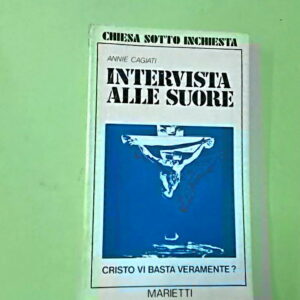 CHIESA SOTTO INCHIESTA
ANNIE CAGIATI
INTERVISTA
ALLE SUORE
CRISTO VI BASTA VERAMENTE?
MARIETTI